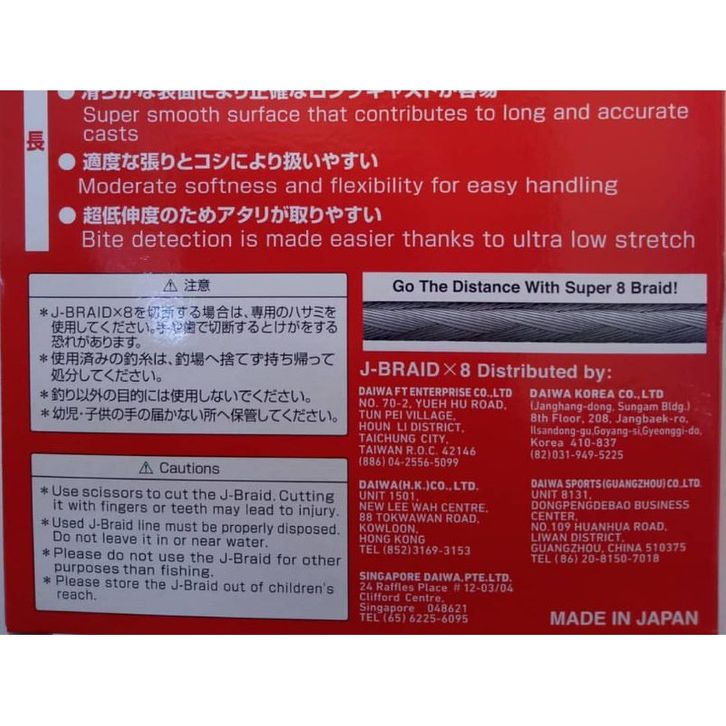 滑らかな表面により正確なロングキャストが容易
Super smooth surface that contributes to long and accurate
casts
長
● 適度な張りとコシにより扱いやすい
Moderate softness and flexibility for easy handling
● 超低伸度のためアタリが取りやすい
Bite detection is made easier thanks to ultra low stretch
⚠ 注意
*J-BRAID×8を切断する場合は、専用のハサミを
使用してください。手や歯で切断するとけがをする
恐れがあります。
*使用済みの釣糸は、釣場へ捨てず持ち帰って
処分してください。
*釣り以外の目的には使用しないでください。
*幼児・子供の手の届かない所へ保管してください。
⚠ Cautions
*Use scissors to cut the J-Braid. Cutting
it with fingers or teeth may lead to injury.
*Used J-Braid line must be properly disposed.
Do not leave it in or near water.
*Please do not use the J-Braid for other
purposes than fishing.
*Please store the J-Braid out of children's
reach.
Go The Distance With Super 8 Braid!
J-BRAID×8 Distributed by:
DAIWA FT ENTERPRISE CO.,LTD
NO. 70-2, YUEH HU ROAD,
TUN PEI VILLAGE,
HOUN LI DISTRICT,
TAICHUNG CITY,
TAIWAN R.O.C. 42146
(886) 04-2556-5099
DAIWA(H.K.)CO., LTD.
UNIT 1501,
NEW LEE WAH CENTRE,
88 TOKWAWAN ROAD,
KOWLOON,
HONG KONG
TEL (852)3169-3153
SINGAPORE DAIWA.PTE.LTD.
24 Raffles Place #12-03/04
Clifford Centre,
Singapore 048621
TEL (65) 6225-6095
DAIWA KOREA CO.,LTD
(Janghang-dong, Sungam Bldg.)
8th Floor, 208, Jangbaek-ro,
Ilsandong-gu,Goyang-si,Gyeonggi-do,
Korea 410-837
(82)031-949-5225
DAIWA SPORTS(GUANGZHOU)CO.,LTD
UNIT 8131,
DONGPENGDEBAO BUSINESS
CENTER,
NO.109 HUANHUA ROAD,
LIWAN DISTRICT,
GUANGZHOU, CHINA 510375
TEL (86) 20-8150-7018
MADE IN JAPAN